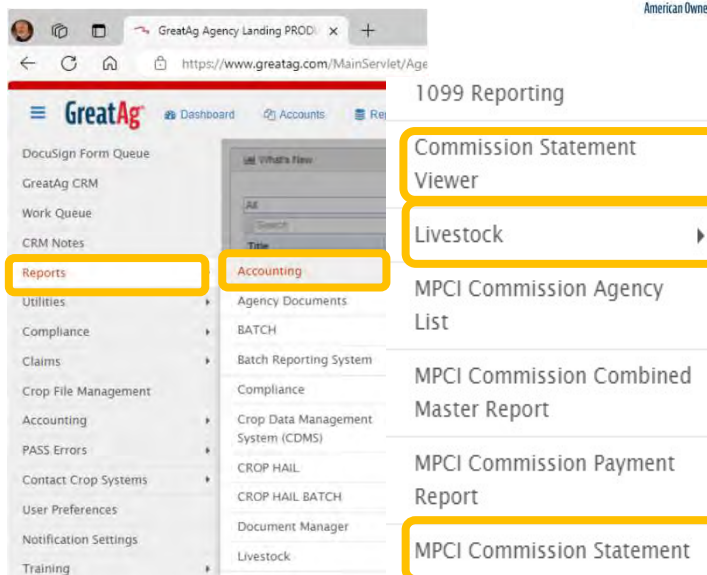 American Owne
GreatAg Agency Landing PROD
https://www.greatag.com/MainServlet/Age
GreatAg
Dashboard
Accounts
Re
DocuSign Form Queue
GreatAg CRM
Work Queue
CRM Notes
Reports
Utilities
Compliance
Claims
Crop File Management
Accounting
PASS Errors
Contact Crop Systems
User Preferences
Notification Settings
Training
What's New
All
Search
Title
Accounting
Agency Documents
BATCH
Batch Reporting System
Compliance
Crop Data Management
System (CDMS)
CROP HAIL
CROP HAIL BATCH
Document Manager
Livestock
1099 Reporting
Commission Statement
Viewer
Livestock
MPCI Commission Agency
List
MPCI Commission Combined
Master Report
MPCI Commission Payment
Report
MPCI Commission Statement